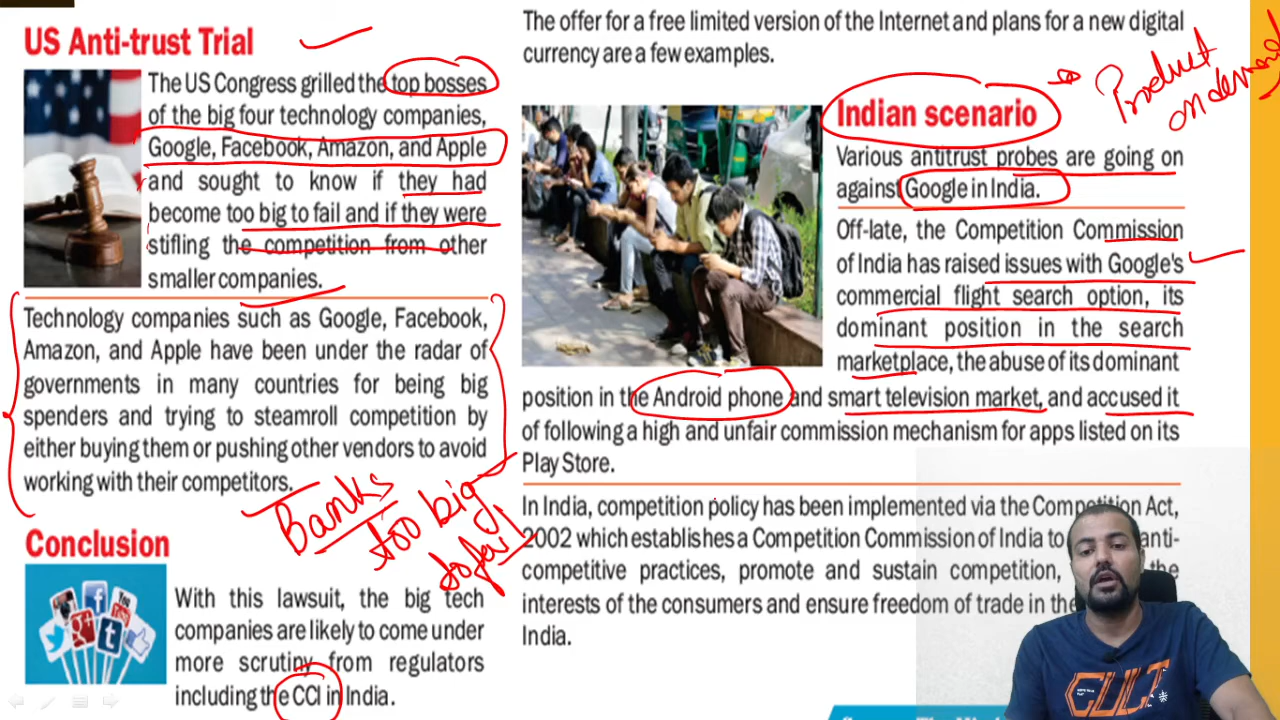 US Anti-trust Trial
The US Congress grilled the top bosses
of the big four technology companies,
Google, Facebook, Amazon, and Apple
and sought to know if they had
become too big to fail and if they were
stifling the competition from other
smaller companies.
Technology companies such as Google, Facebook,
Amazon, and Apple have been under the radar of
governments in many countries for being big
spenders and trying to steamroll competition by
either buying them or pushing other vendors to avoid
working with their competitors.
Banks
too big
to fail
Conclusion
With this lawsuit, the big tech
companies are likely to come under
more scrutiny from regulators
including the CCI in India.
The offer for a free limited version of the Internet and plans for a new digital
currency are a few examples.
Indian scenario
Product
on demand
Various antitrust probes are going on
against Google in India.
Off-late, the Competition Commission
of India has raised issues with Google's
commercial flight search option, its
dominant position in the search
marketplace, the abuse of its dominant
position in the Android phone and smart television market, and accused it
of following a high and unfair commission mechanism for apps listed on its
Play Store.
In India, competition policy has been implemented via the Competition Act,
2002 which establishes a Competition Commission of India to anti-
competitive practices, promote and sustain competition, the
interests of the consumers and ensure freedom of trade in the
India.
CULT